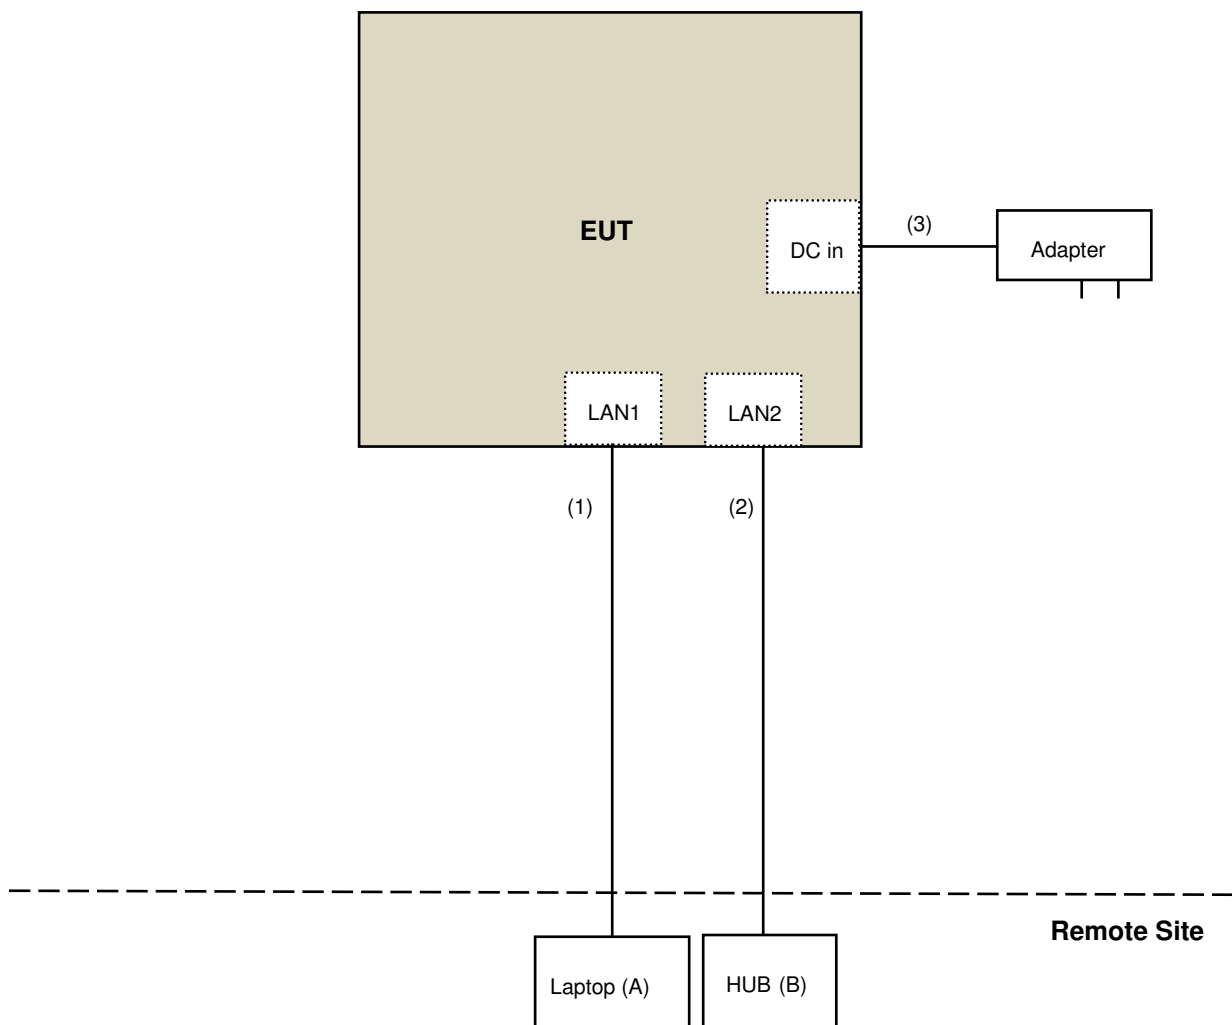 EUT
(3)
DC in
Adapter
LAN1
LAN2
(1)
(2)
Remote Site
Laptop (A)
HUB (B)